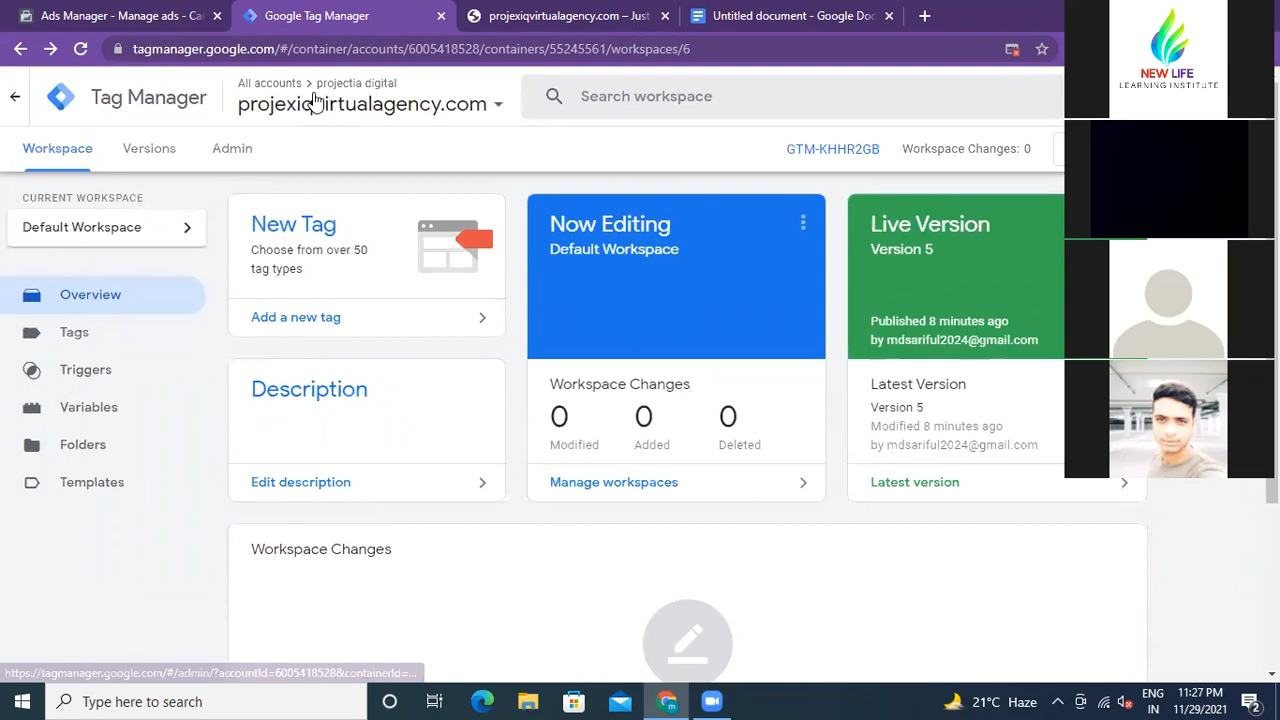 Ads Manager - Manage ads - Ca
Google Tag Manager
projexiqvirtualagency.com – Just
Untitled document - Google Doc
tagmanager.google.com/#/container/accounts/6005418528/containers/55245561/workspaces/6
NEW LIFE
LEARNING INSTITUTE
Tag Manager
All accounts > projectia digital
projexiqvirtualagency.com
Search workspace
Workspace
Versions
Admin
GTM-KHHR2GB
Workspace Changes: 0
CURRENT WORKSPACE
Default Workspace
Overview
Tags
Triggers
Variables
Folders
Templates
New Tag
Choose from over 50
tag types
Add a new tag
Description
Edit description
Now Editing
Default Workspace
Workspace Changes
0 0 0
Modified Added Deleted
Manage workspaces
Live Version
Version 5
Published 8 minutes ago
by mdsariful2024@gmail.com
Latest Version
Version 5
Modified 8 minutes ago
by mdsariful2024@gmail.com
Latest version
Workspace Changes
https://tagmanager.google.com/#/admin/?accountId=6005418528&containerId=...
Type here to search
21°C Haze
ENG
IN
11:27 PM
11/29/2021
2